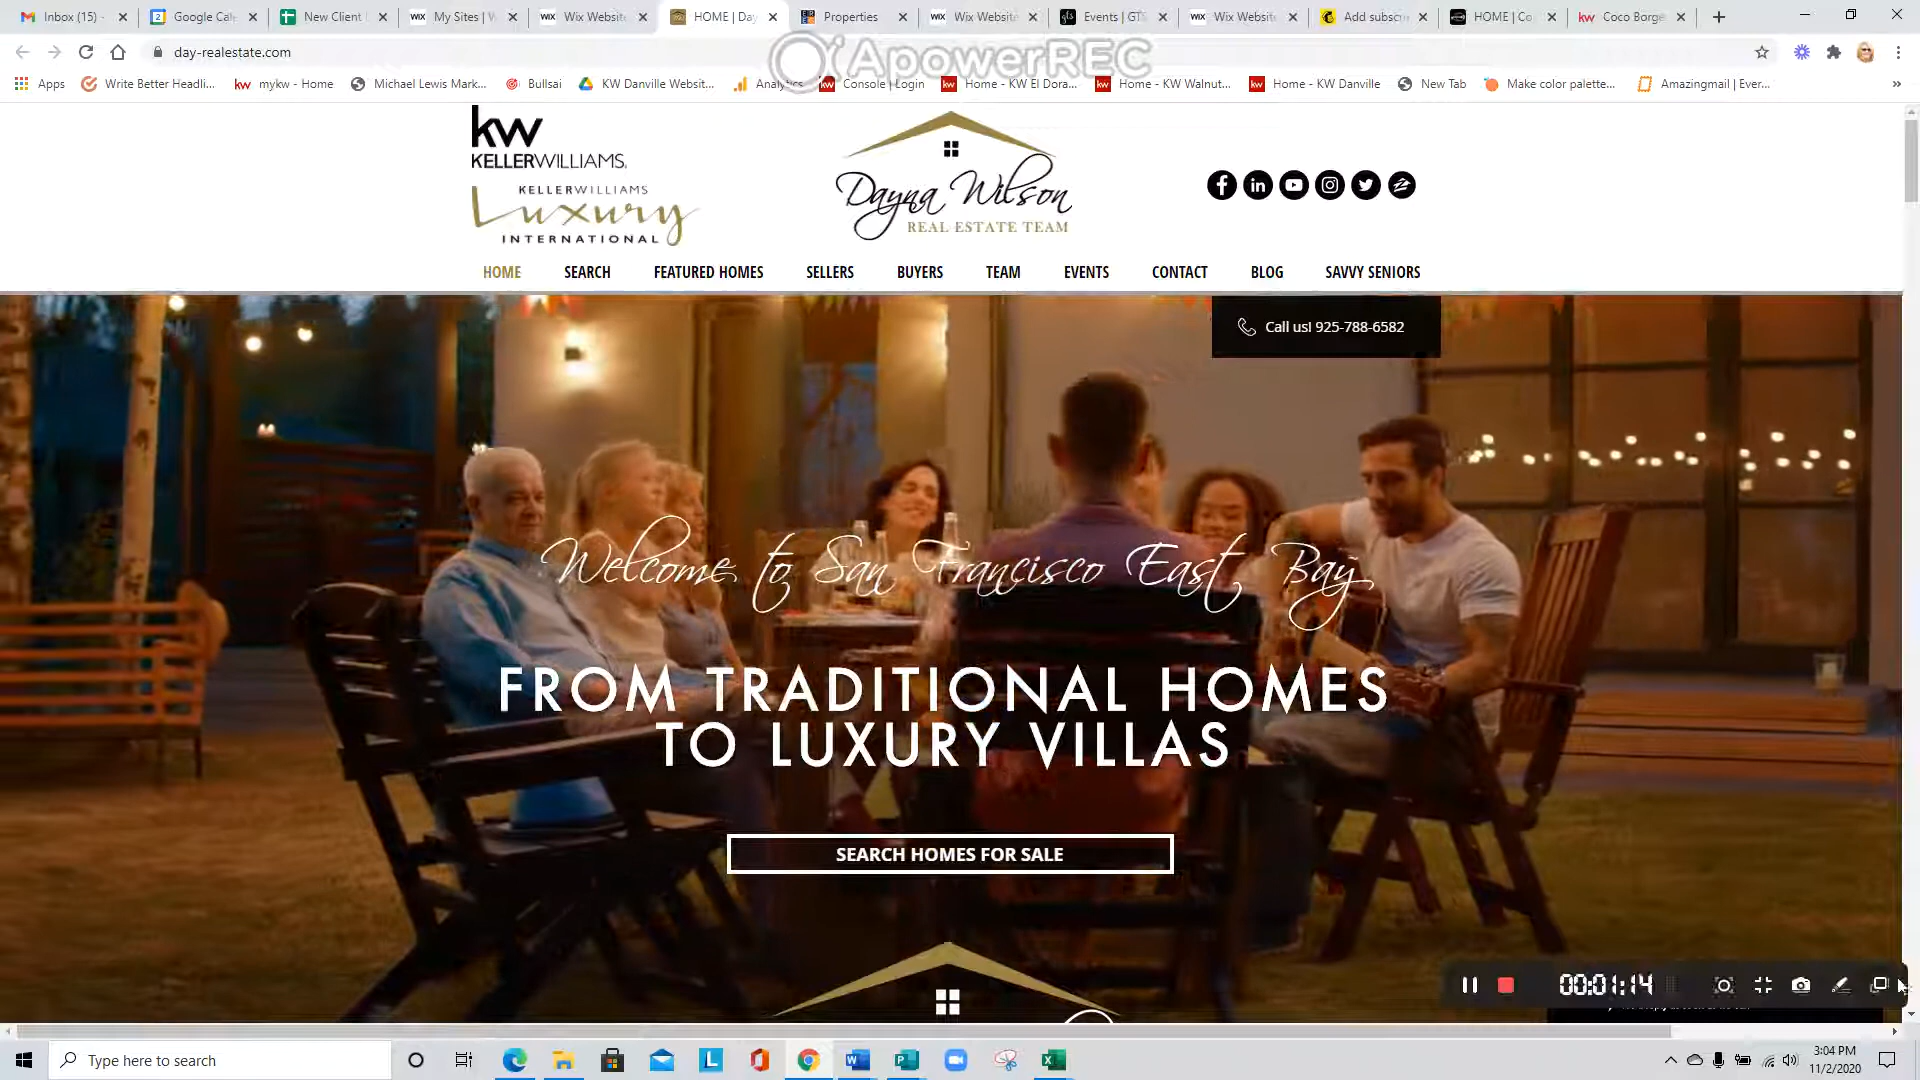 Inbox (15) -
Google Cal
New Client
My Sites | W
Wix Website
HOME | Day
Properties
Wix Website
Events | GTS
Wix Website
Add subscr
HOME | Co
Coco Borge
day-realestate.com
ApowerREC
Apps
Write Better Headli...
mykw - Home
Michael Lewis Mark...
Bullsai
KW Danville Websit...
Analytics
Console | Login
Home - KW El Dora...
Home - KW Walnut...
Home - KW Danville
New Tab
Make color palette...
Amazingmail | Ever...
kw
KELLERWILLIAMS.
KELLERWILLIAMS
Luxury
INTERNATIONAL
Dayna Wilson
REAL ESTATE TEAM
HOME SEARCH FEATURED HOMES SELLERS BUYERS TEAM EVENTS CONTACT BLOG SAVVY SENIORS
Call us! 925-788-6582
Welcome to San Francisco East Bay
FROM TRADITIONAL HOMES
TO LUXURY VILLAS
SEARCH HOMES FOR SALE
00:01:14
Type here to search
3:04 PM
11/2/2020